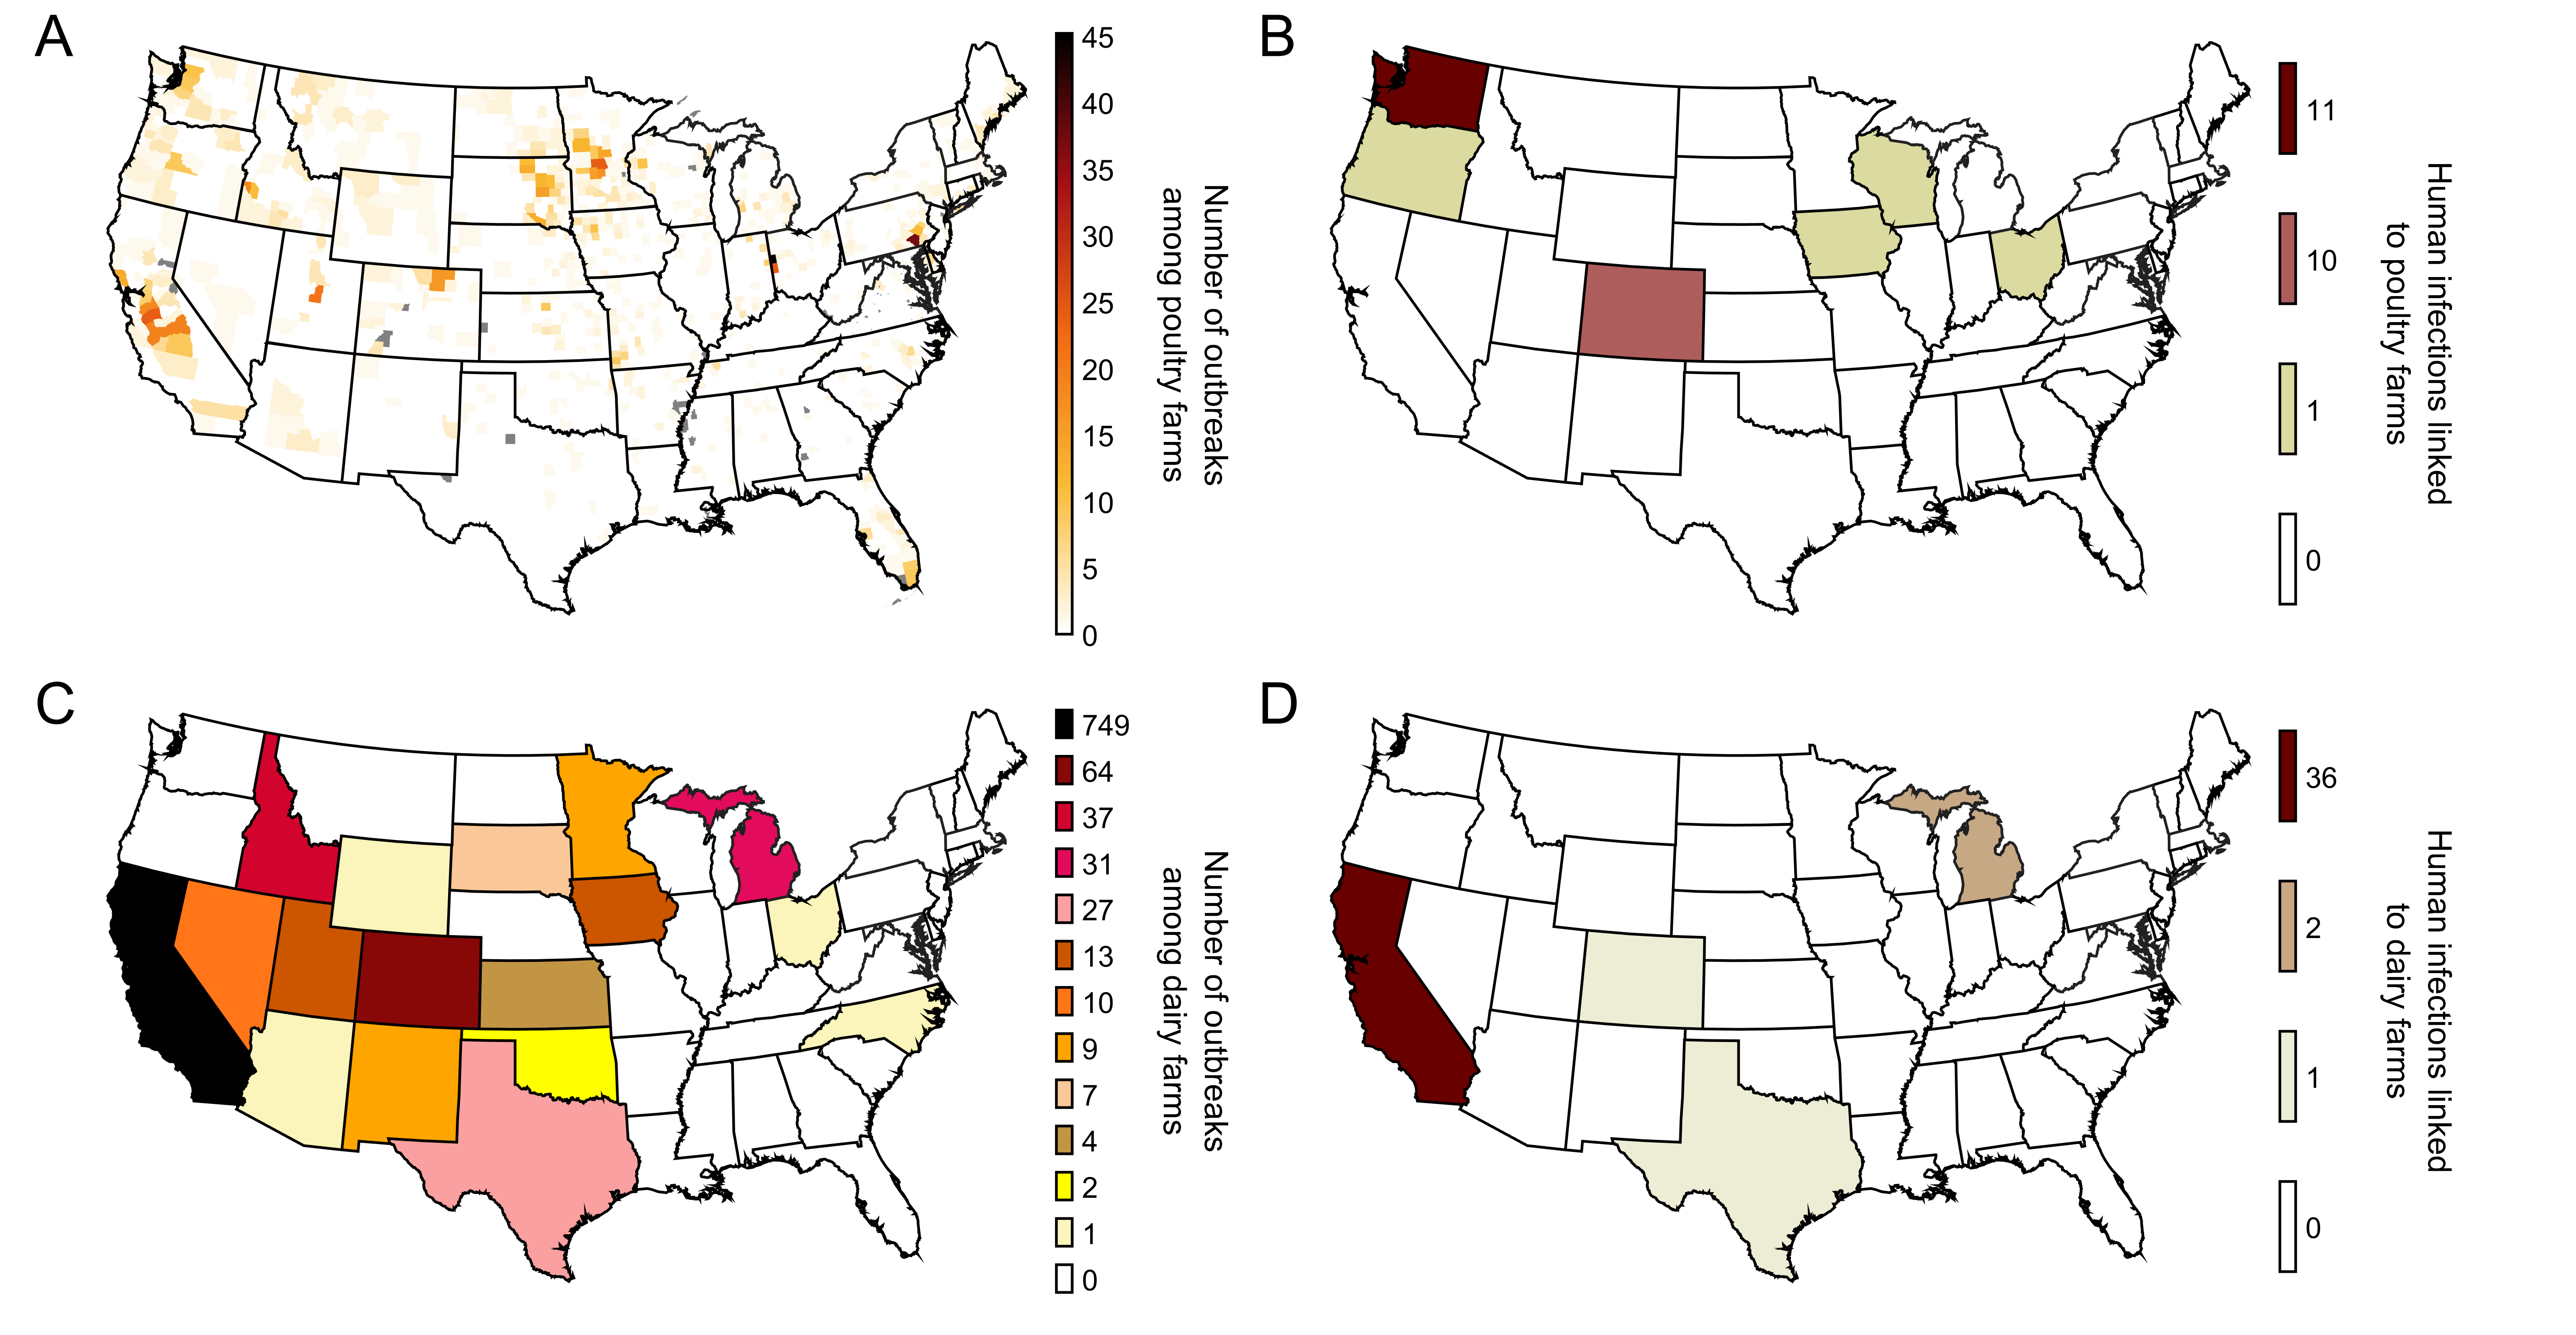 A
45
40
35
30
25
20
15
10
5
0
Number of outbreaks
among poultry farms
B
11
10
1
0
Human infections linked
to poultry farms
C
749
64
37
31
27
13
10
9
7
4
2
1
0
Number of outbreaks
among dairy farms
D
36
2
1
0
Human infections linked
to dairy farms